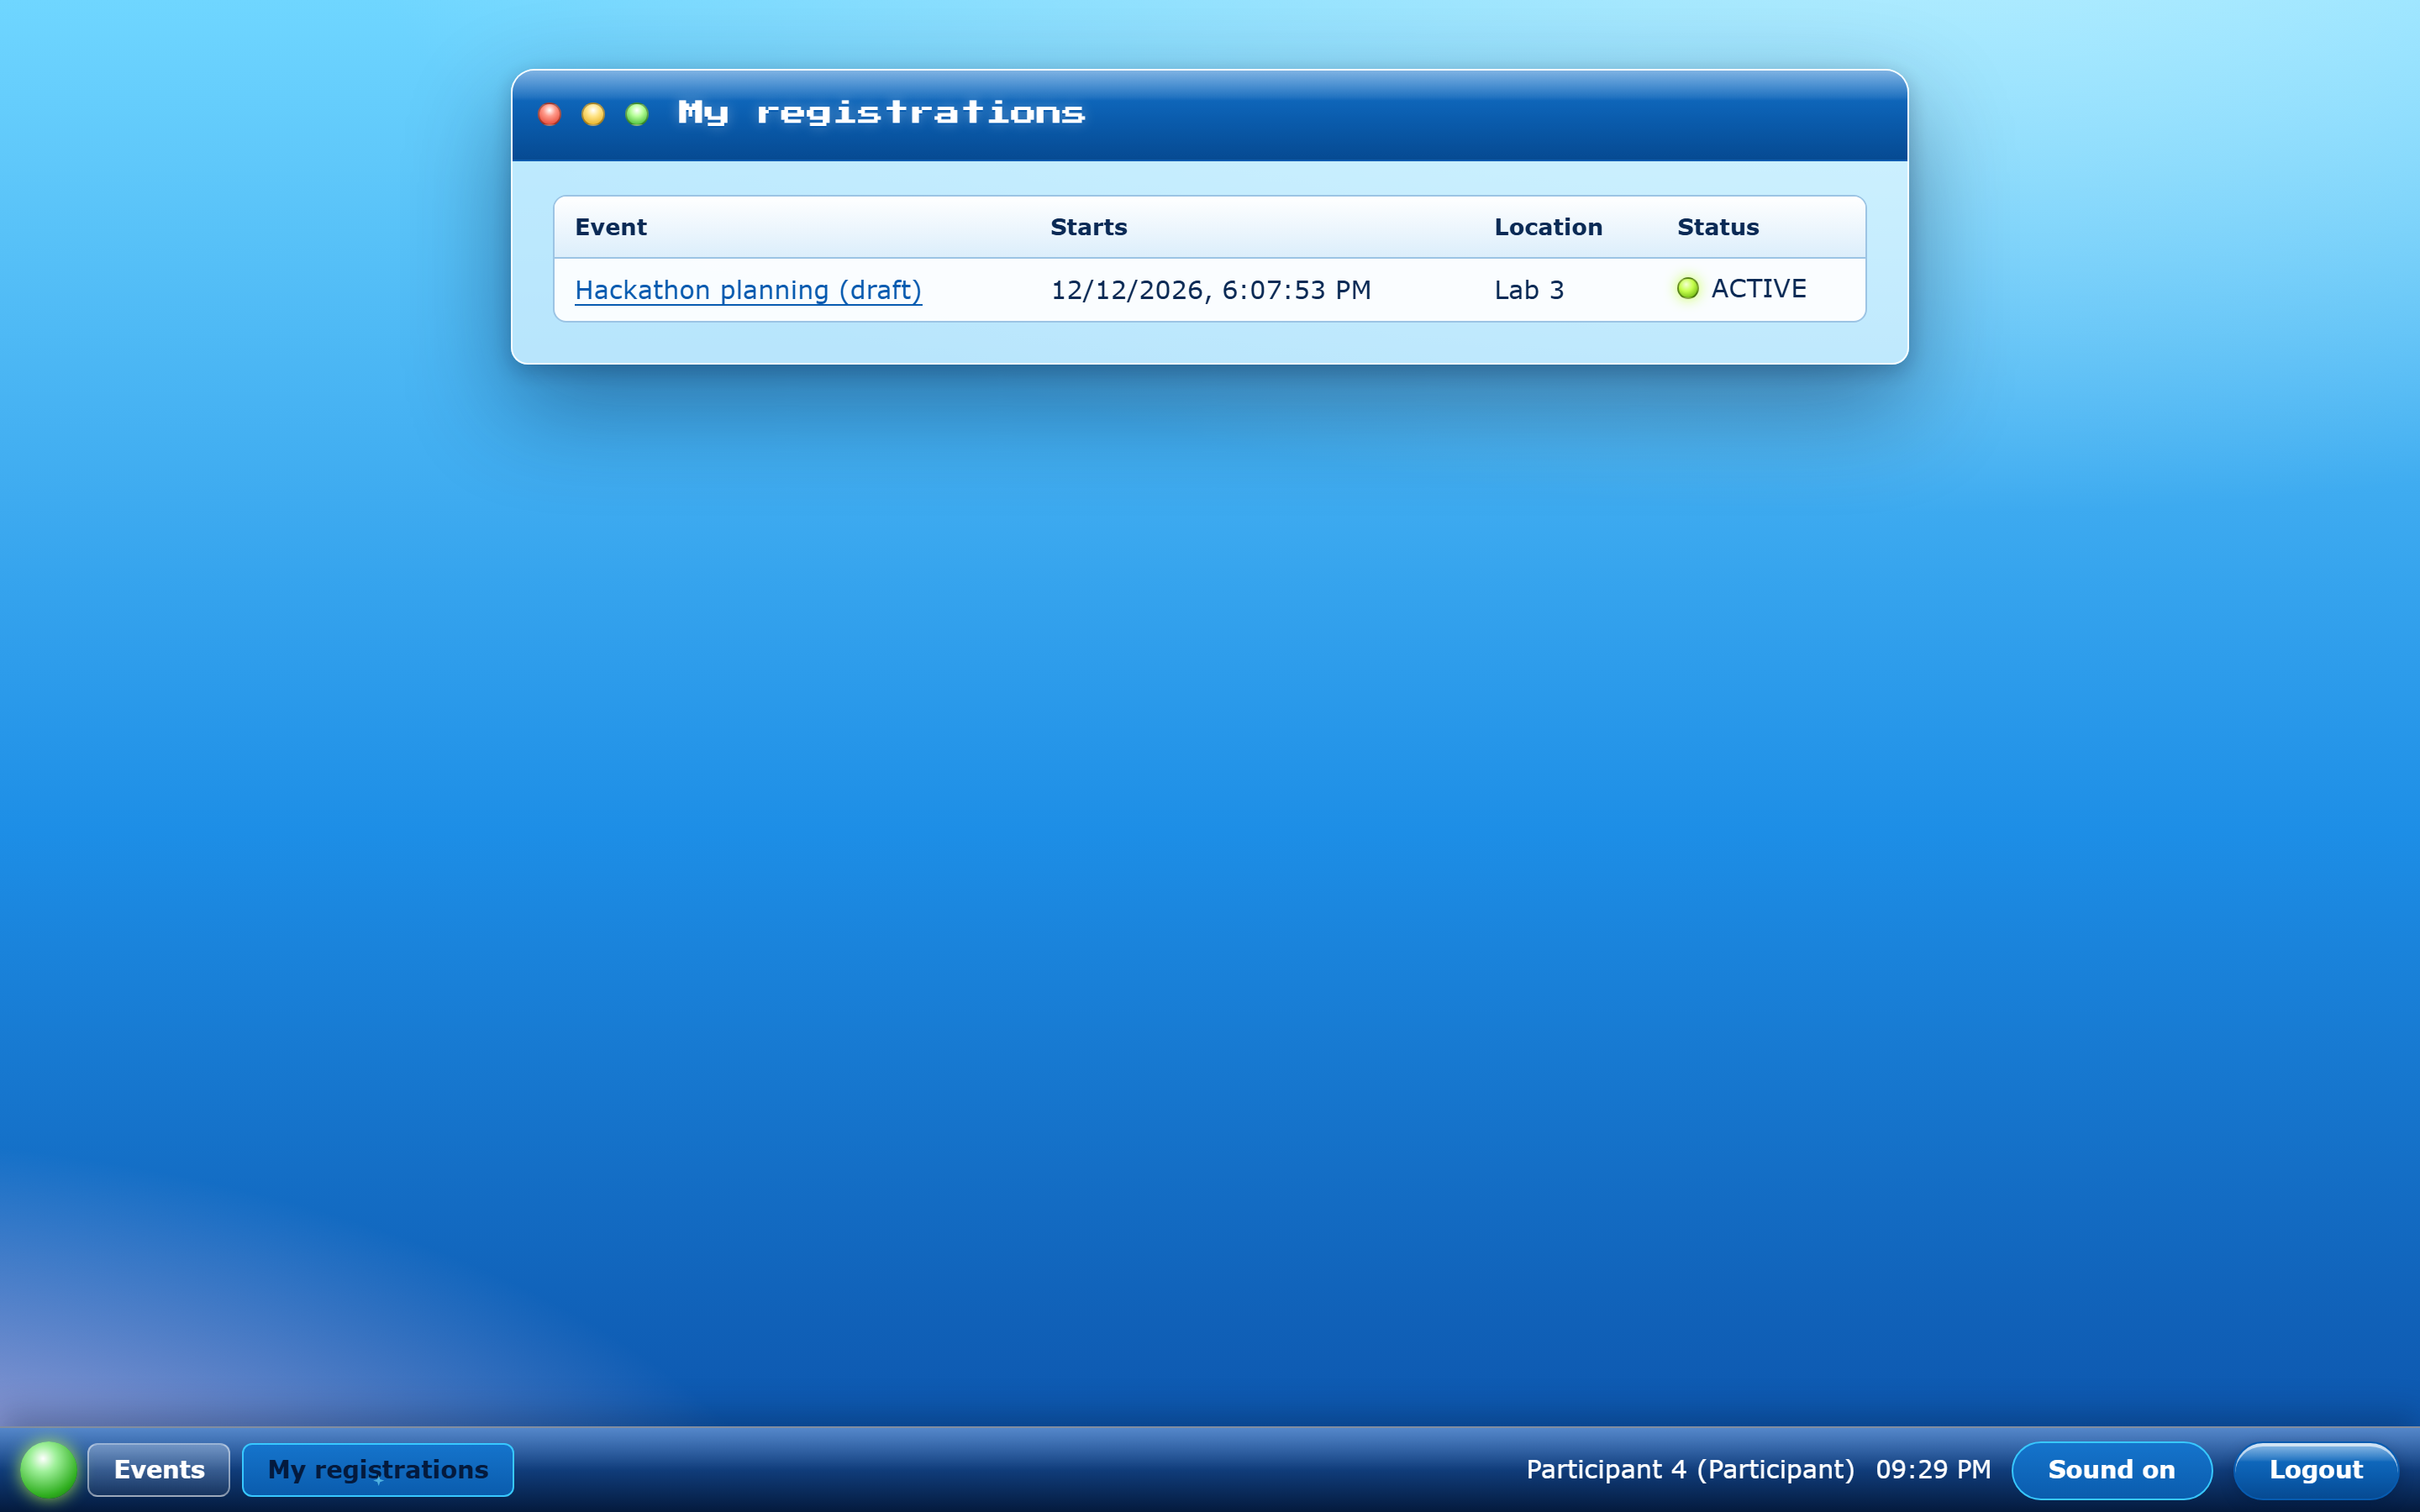 My registrations
Event Starts Location Status
Hackathon planning (draft) 12/12/2026, 6:07:53 PM Lab 3 ACTIVE
Events My registrations Participant 4 (Participant) 09:29 PM Sound on Logout